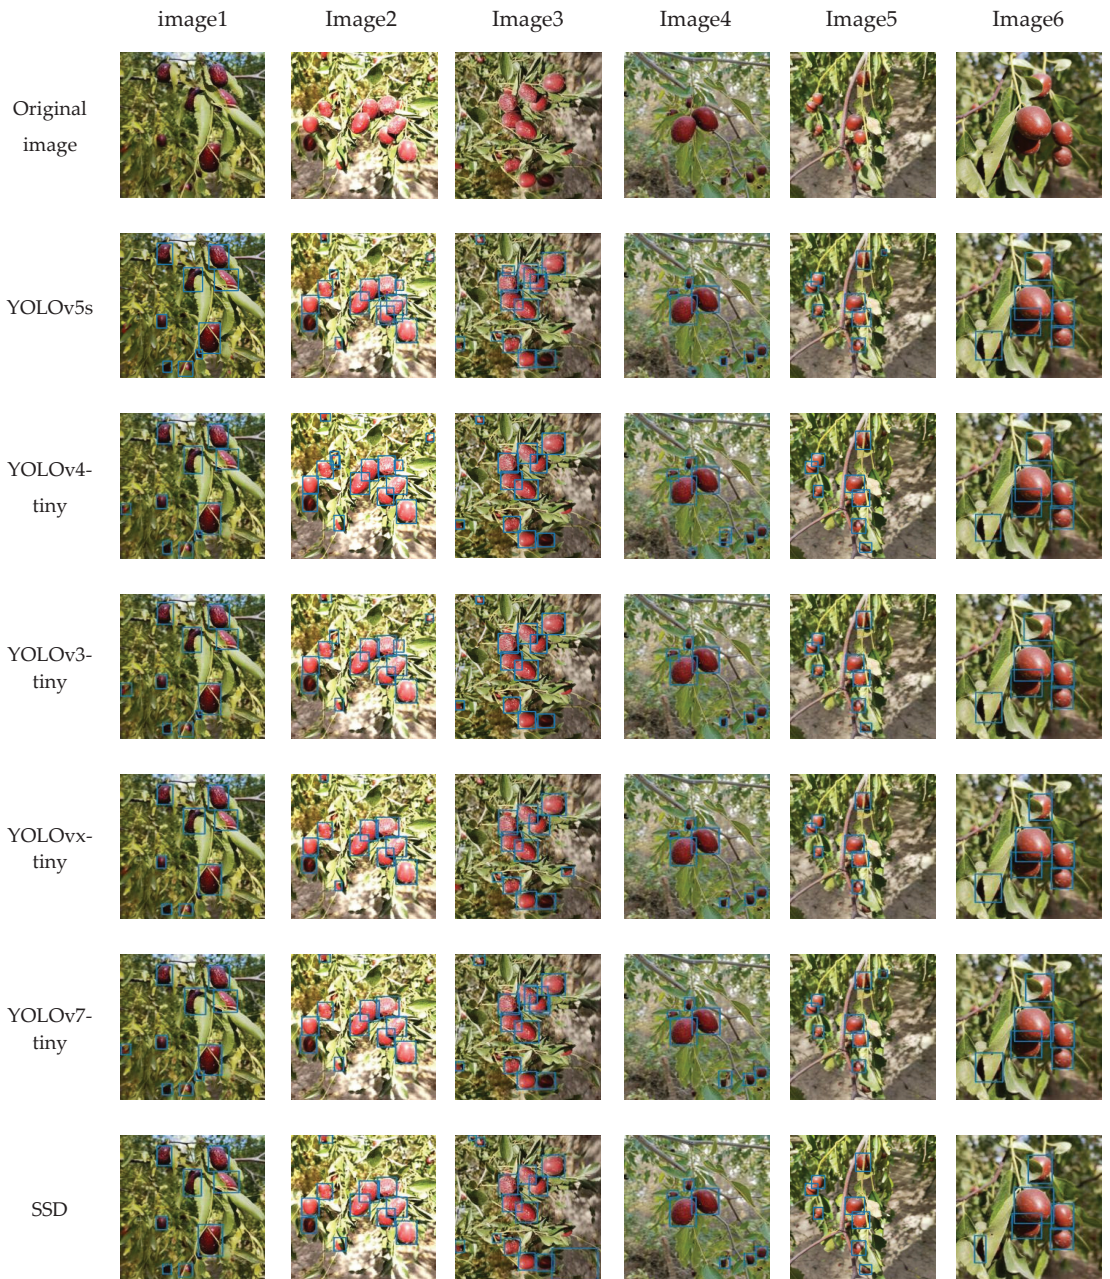 image1 Image2 Image3 Image4 Image5 Image6
Original
image
YOLOv5s
YOLOv4-
tiny
YOLOv3-
tiny
YOLOvx-
tiny
YOLOv7-
tiny
SSD